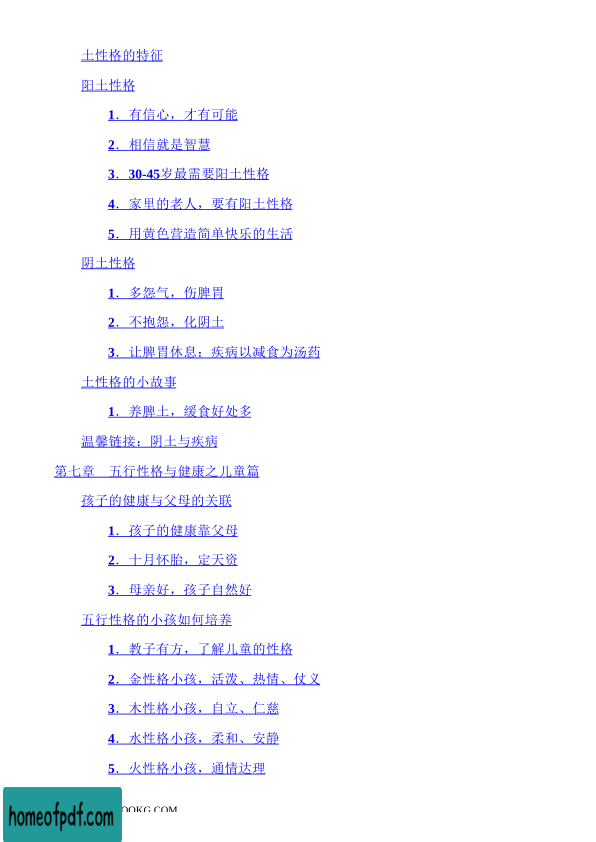 土性格的特征
阳土性格
1．有信心，才有可能
2．相信就是智慧
3．30-45岁最需要阳土性格
4．家里的老人，要有阳土性格
5．用黄色营造简单快乐的生活
阴土性格
1．多怨气，伤脾胃
2．不抱怨，化阴土
3．让脾胃休息；疾病以减食为汤药
土性格的小故事
1．养脾土，缓食好处多
温馨链接：阴土与疾病
第七章　五行性格与健康之儿童篇
孩子的健康与父母的关联
1．孩子的健康靠父母
2．十月怀胎，定天资
3．母亲好，孩子自然好
五行性格的小孩如何培养
1．教子有方，了解儿童的性格
2．金性格小孩，活泼、热情、仗义
3．木性格小孩，自立、仁慈
4．水性格小孩，柔和、安静
5．火性格小孩，通情达理
homeofpdf.com